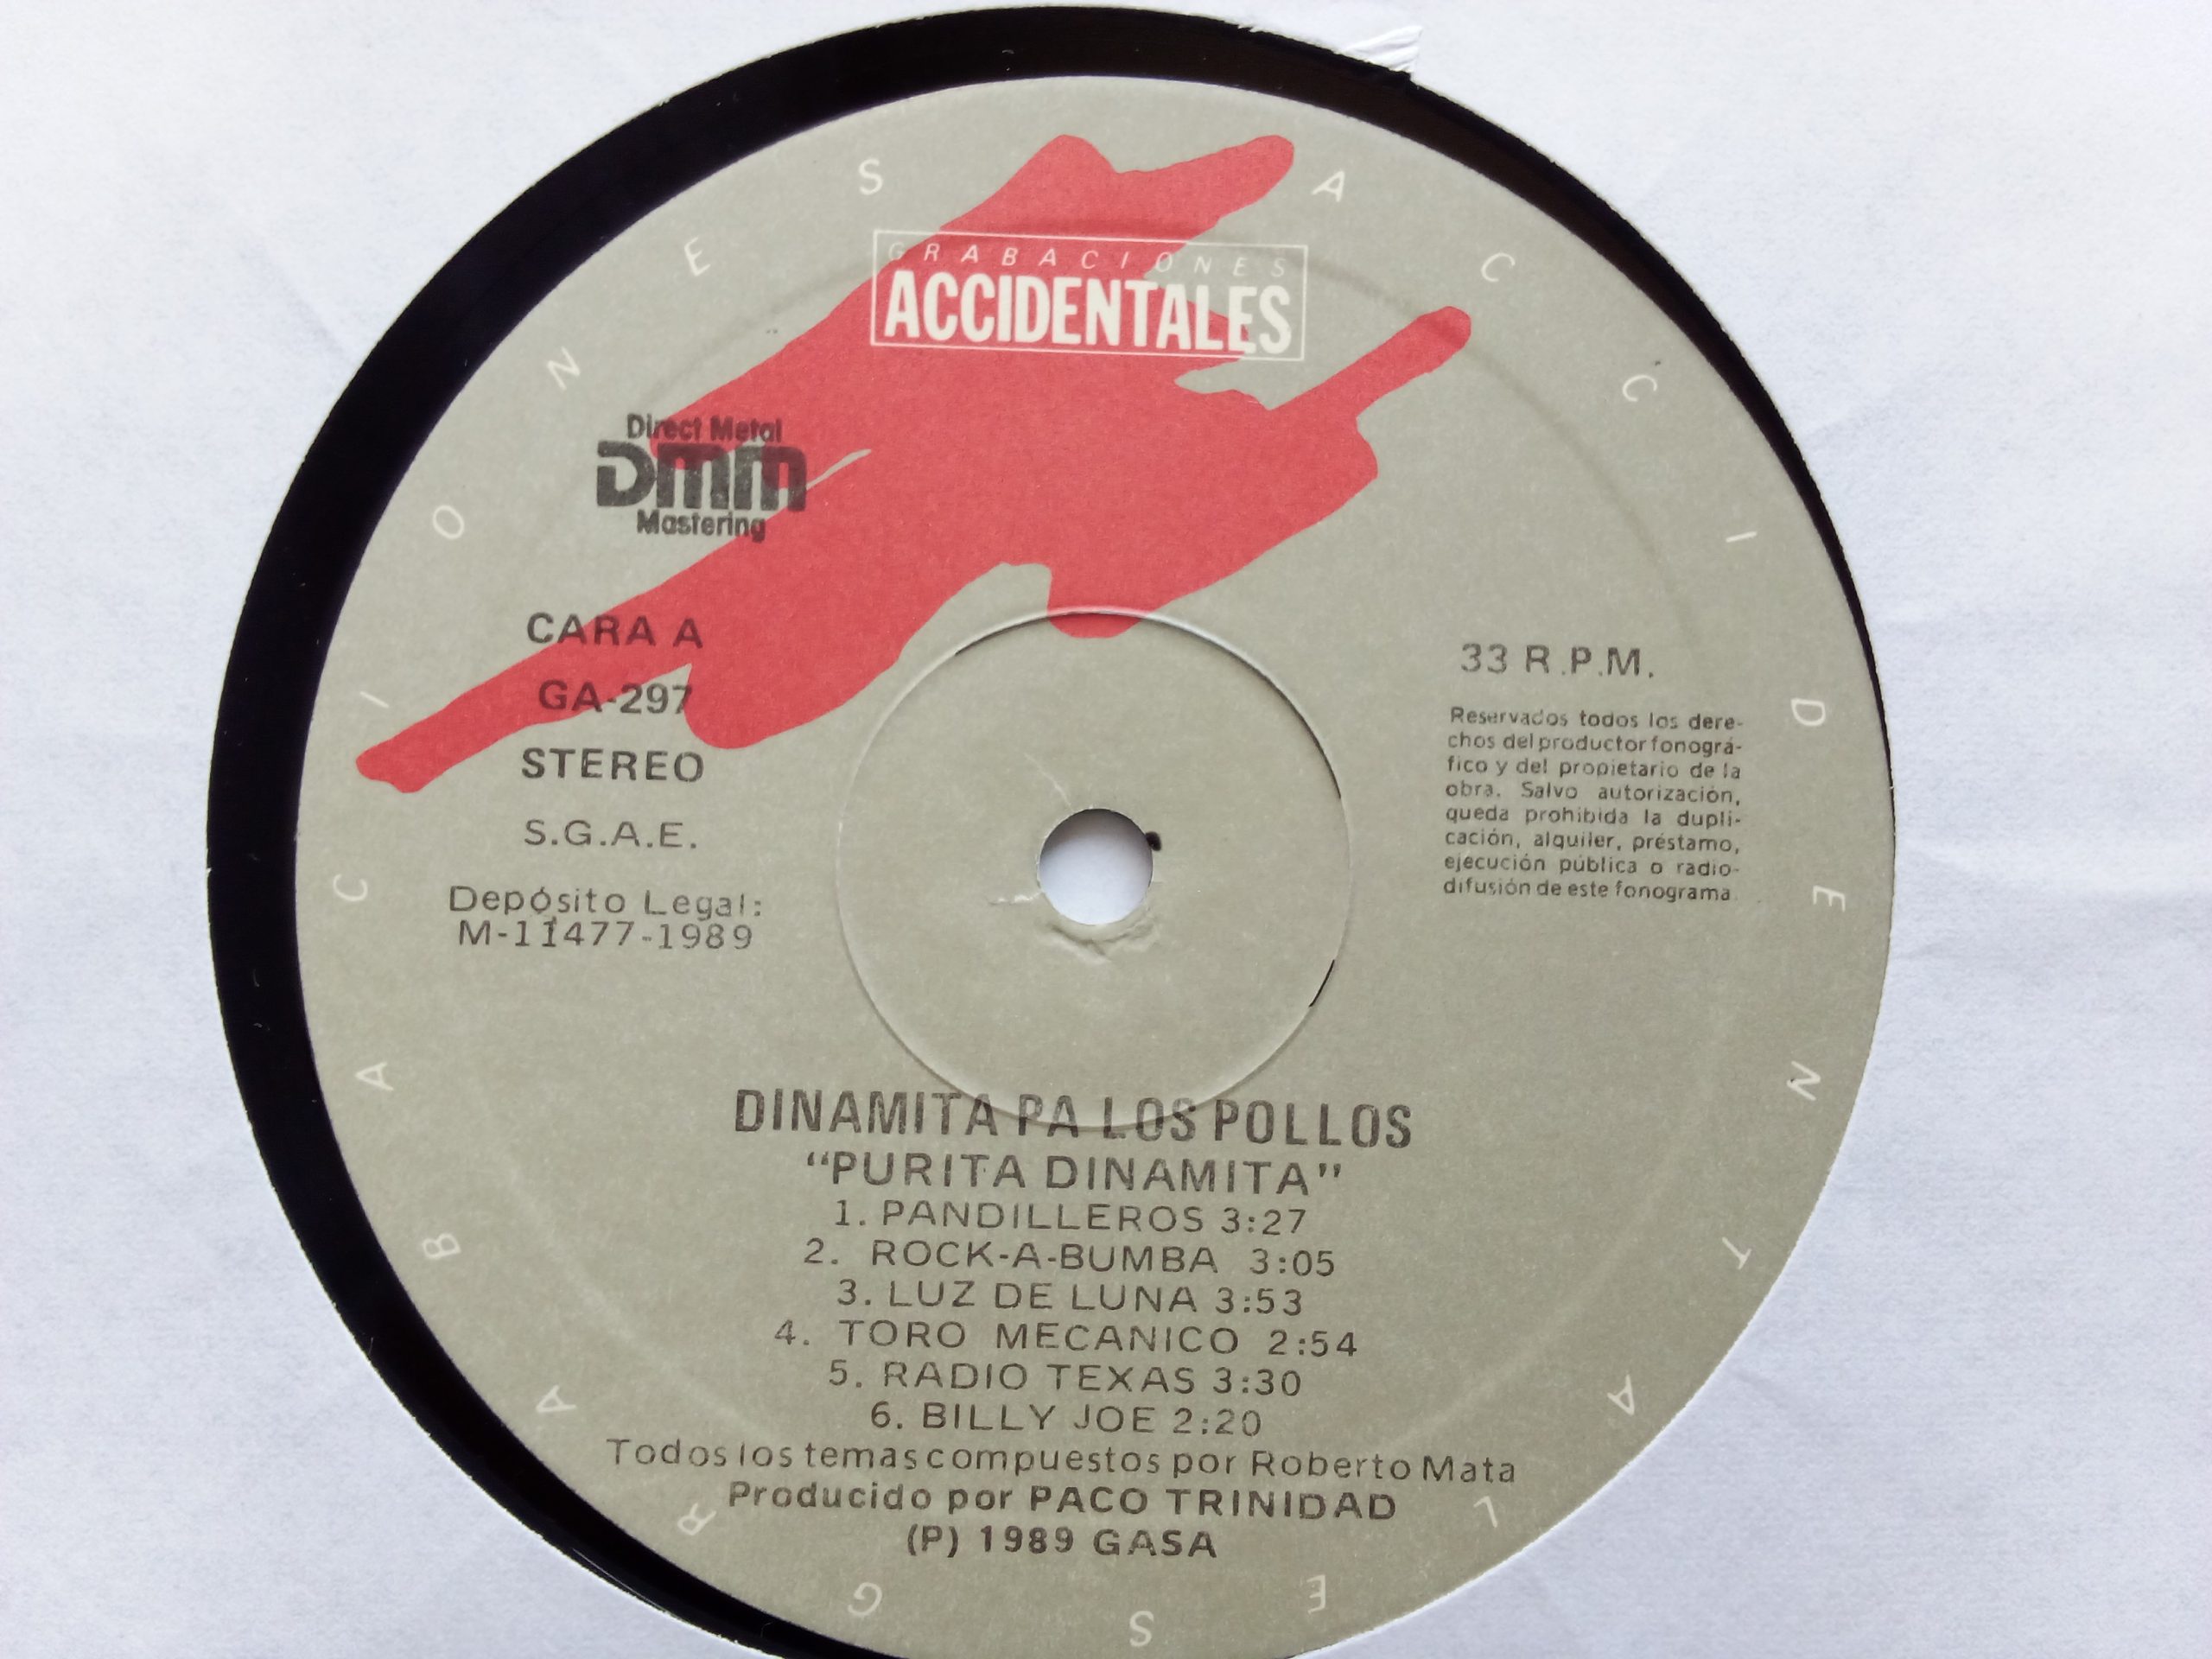 GRABACIONES ACCIDENTALES
GRABACIONES
ACCIDENTALES
Direct Metal
DMM
Mastering
CARA A
GA-297
STEREO
S.G.A.E.
Depósito Legal:
M-11477-1989
33 R.P.M.
Reservados todos los dere-
chos del productor fonográ-
fico y del propietario de la
obra. Salvo autorización,
queda prohibida la dupli-
cación, alquiler, préstamo,
ejecución pública o radio-
difusión de este fonograma.
DINAMITA PA LOS POLLOS
"PURITA DINAMITA"
1. PANDILLEROS 3:27
2. ROCK-A-BUMBA 3:05
3. LUZ DE LUNA 3:53
4. TORO MECANICO 2:54
5. RADIO TEXAS 3:30
6. BILLY JOE 2:20
Todos los temas compuestos por Roberto Mata
Producido por PACO TRINIDAD
(P) 1989 GASA